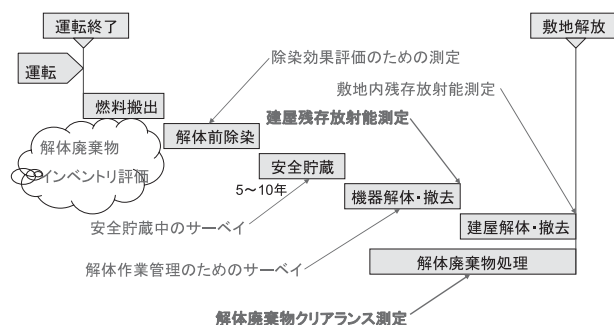 運転終了
敷地解放
運転
除染効果評価のための測定
敷地内残存放射能測定
燃料搬出
建屋残存放射能測定
解体前除染
解体廃棄物
インベントリ評価
安全貯蔵
5～10年
機器解体・撤去
安全貯蔵中のサーベイ
建屋解体・撤去
解体作業管理のためのサーベイ
解体廃棄物処理
解体廃棄物クリアランス測定